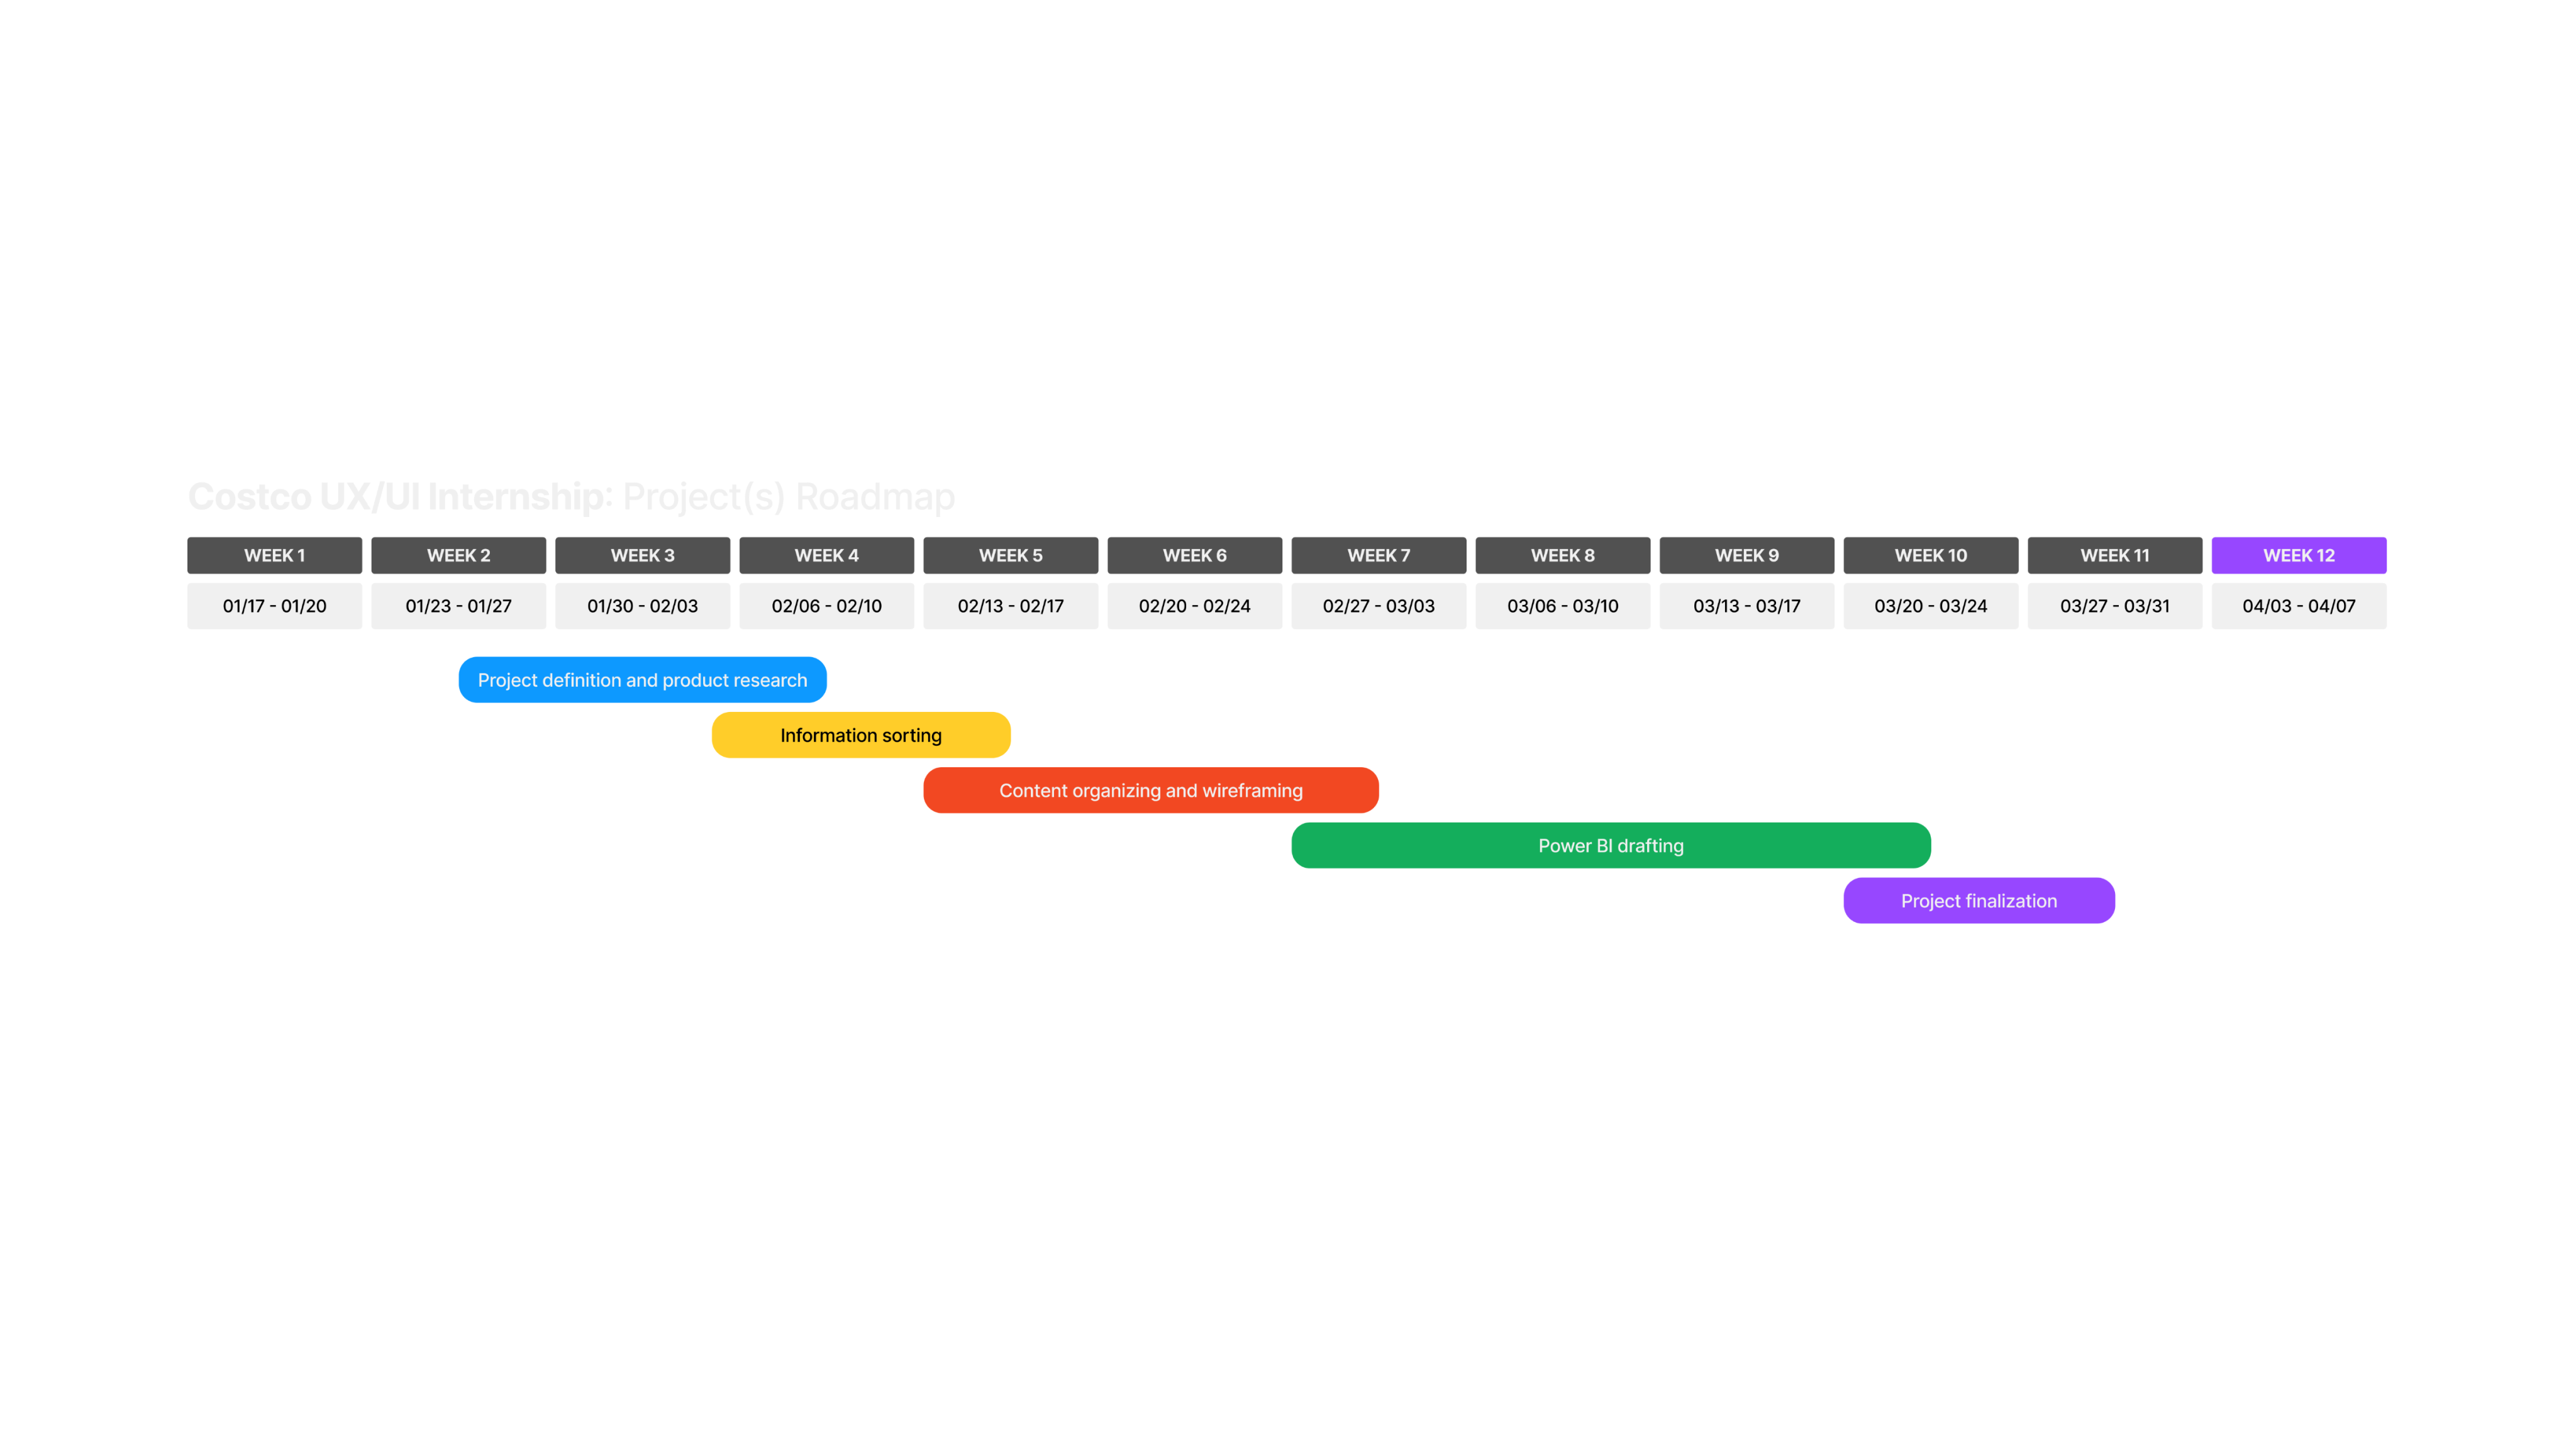 Costco UX/UI Internship: Project(s) Roadmap
WEEK 1 WEEK 2 WEEK 3 WEEK 4 WEEK 5 WEEK 6 WEEK 7 WEEK 8 WEEK 9 WEEK 10 WEEK 11 WEEK 12
01/17 - 01/20 01/23 - 01/27 01/30 - 02/03 02/06 - 02/10 02/13 - 02/17 02/20 - 02/24 02/27 - 03/03 03/06 - 03/10 03/13 - 03/17 03/20 - 03/24 03/27 - 03/31 04/03 - 04/07
Project definition and product research
Information sorting
Content organizing and wireframing
Power BI drafting
Project finalization